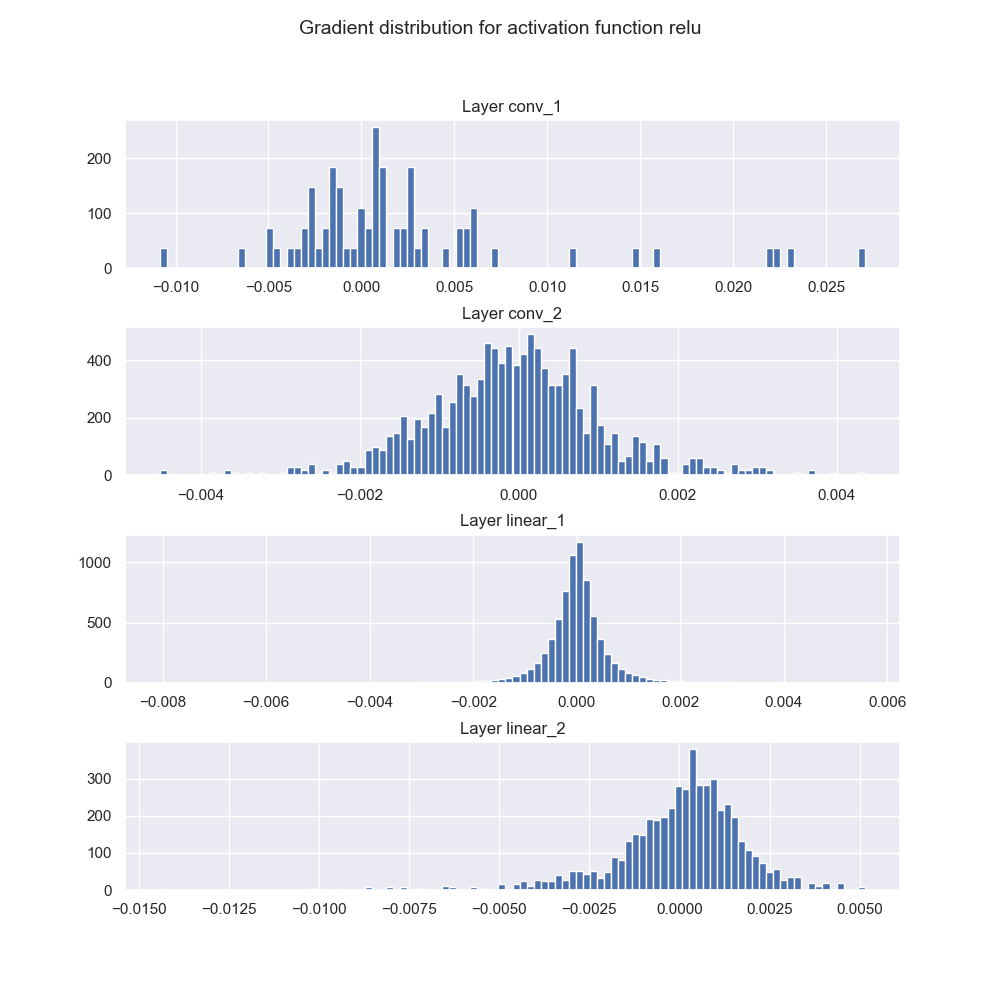 Gradient distribution for activation function relu
Layer conv_1
200
100
0
−0.010 −0.005 0.000 0.005 0.010 0.015 0.020 0.025
Layer conv_2
400
200
0
−0.004 −0.002 0.000 0.002 0.004
Layer linear_1
1000
500
0
−0.008 −0.006 −0.004 −0.002 0.000 0.002 0.004 0.006
Layer linear_2
300
200
100
0
−0.0150 −0.0125 −0.0100 −0.0075 −0.0050 −0.0025 0.0000 0.0025 0.0050